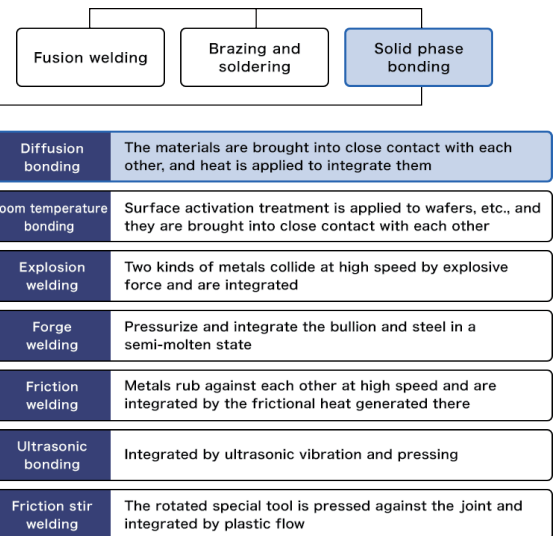 Fusion welding
Brazing and
soldering
Solid phase
bonding
Diffusion
bonding
The materials are brought into close contact with each
other, and heat is applied to integrate them
oom temperature
bonding
Surface activation treatment is applied to wafers, etc., and
they are brought into close contact with each other
Explosion
welding
Two kinds of metals collide at high speed by explosive
force and are integrated
Forge
welding
Pressurize and integrate the bullion and steel in a
semi-molten state
Friction
welding
Metals rub against each other at high speed and are
integrated by the frictional heat generated there
Ultrasonic
bonding
Integrated by ultrasonic vibration and pressing
Friction stir
welding
The rotated special tool is pressed against the joint and
integrated by plastic flow